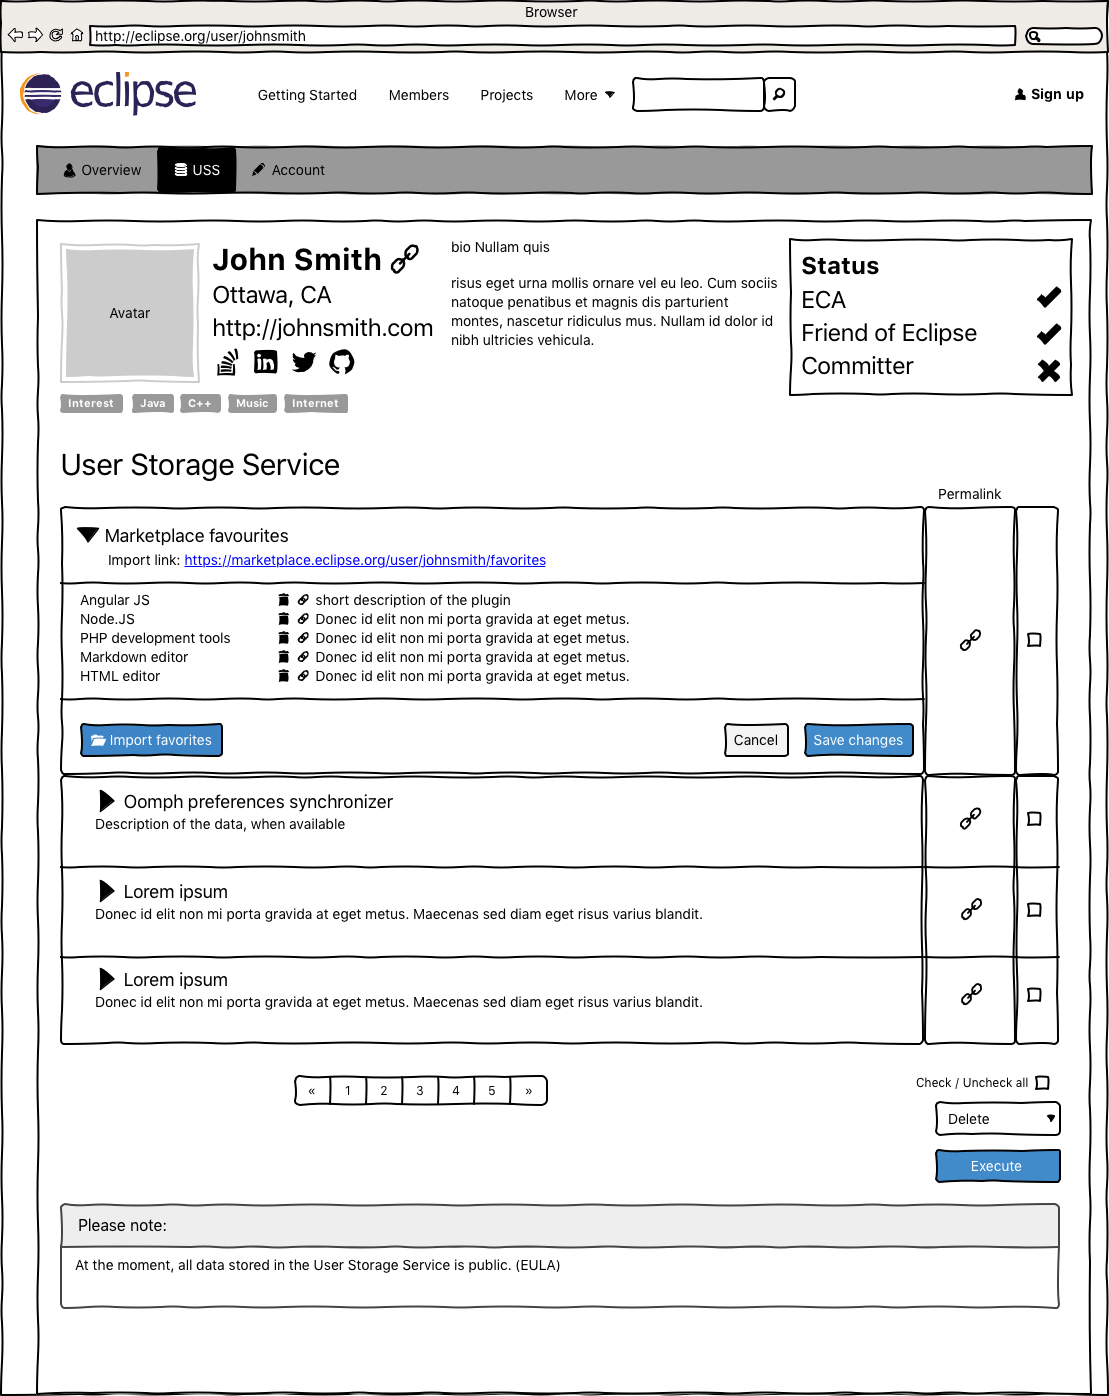 Browser
http://eclipse.org/user/johnsmith
eclipse
Getting Started Members Projects More
Sign up
Overview USS Account
Avatar
John Smith
Ottawa, CA
http://johnsmith.com
bio Nullam quis
risus eget urna mollis ornare vel eu leo. Cum sociis
natoque penatibus et magnis dis parturient
montes, nascetur ridiculus mus. Nullam id dolor id
nibh ultricies vehicula.
Status
ECA
Friend of Eclipse
Committer
Interest Java C++ Music Internet
User Storage Service
Permalink
Marketplace favourites
Import link: https://marketplace.eclipse.org/user/johnsmith/favorites
Angular JS short description of the plugin
Node.JS Donec id elit non mi porta gravida at eget metus.
PHP development tools Donec id elit non mi porta gravida at eget metus.
Markdown editor Donec id elit non mi porta gravida at eget metus.
HTML editor Donec id elit non mi porta gravida at eget metus.
Import favorites Cancel Save changes
Oomph preferences synchronizer
Description of the data, when available
Lorem ipsum
Donec id elit non mi porta gravida at eget metus. Maecenas sed diam eget risus varius blandit.
Lorem ipsum
Donec id elit non mi porta gravida at eget metus. Maecenas sed diam eget risus varius blandit.
« 1 2 3 4 5 »
Check / Uncheck all
Delete
Execute
Please note:
At the moment, all data stored in the User Storage Service is public. (EULA)